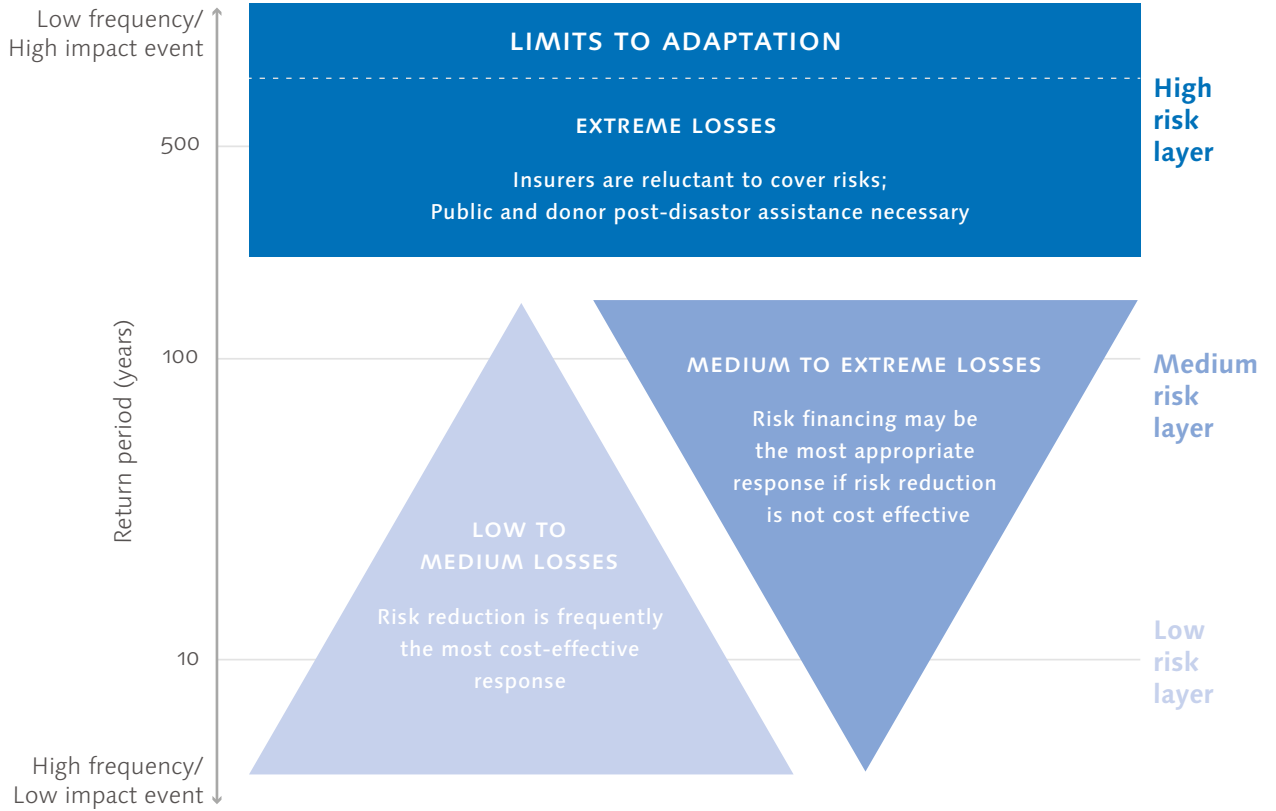 Low frequency/
High impact event
LIMITS TO ADAPTATION
High
risk
layer
EXTREME LOSSES
500
Insurers are reluctant to cover risks;
Public and donor post-disastor assistance necessary
Return period (years)
100
MEDIUM TO EXTREME LOSSES
Risk financing may be
the most appropriate
response if risk reduction
is not cost effective
Medium
risk
layer
LOW TO
MEDIUM LOSSES
Risk reduction is frequently
the most cost-effective
response
10
Low
risk
layer
High frequency/
Low impact event